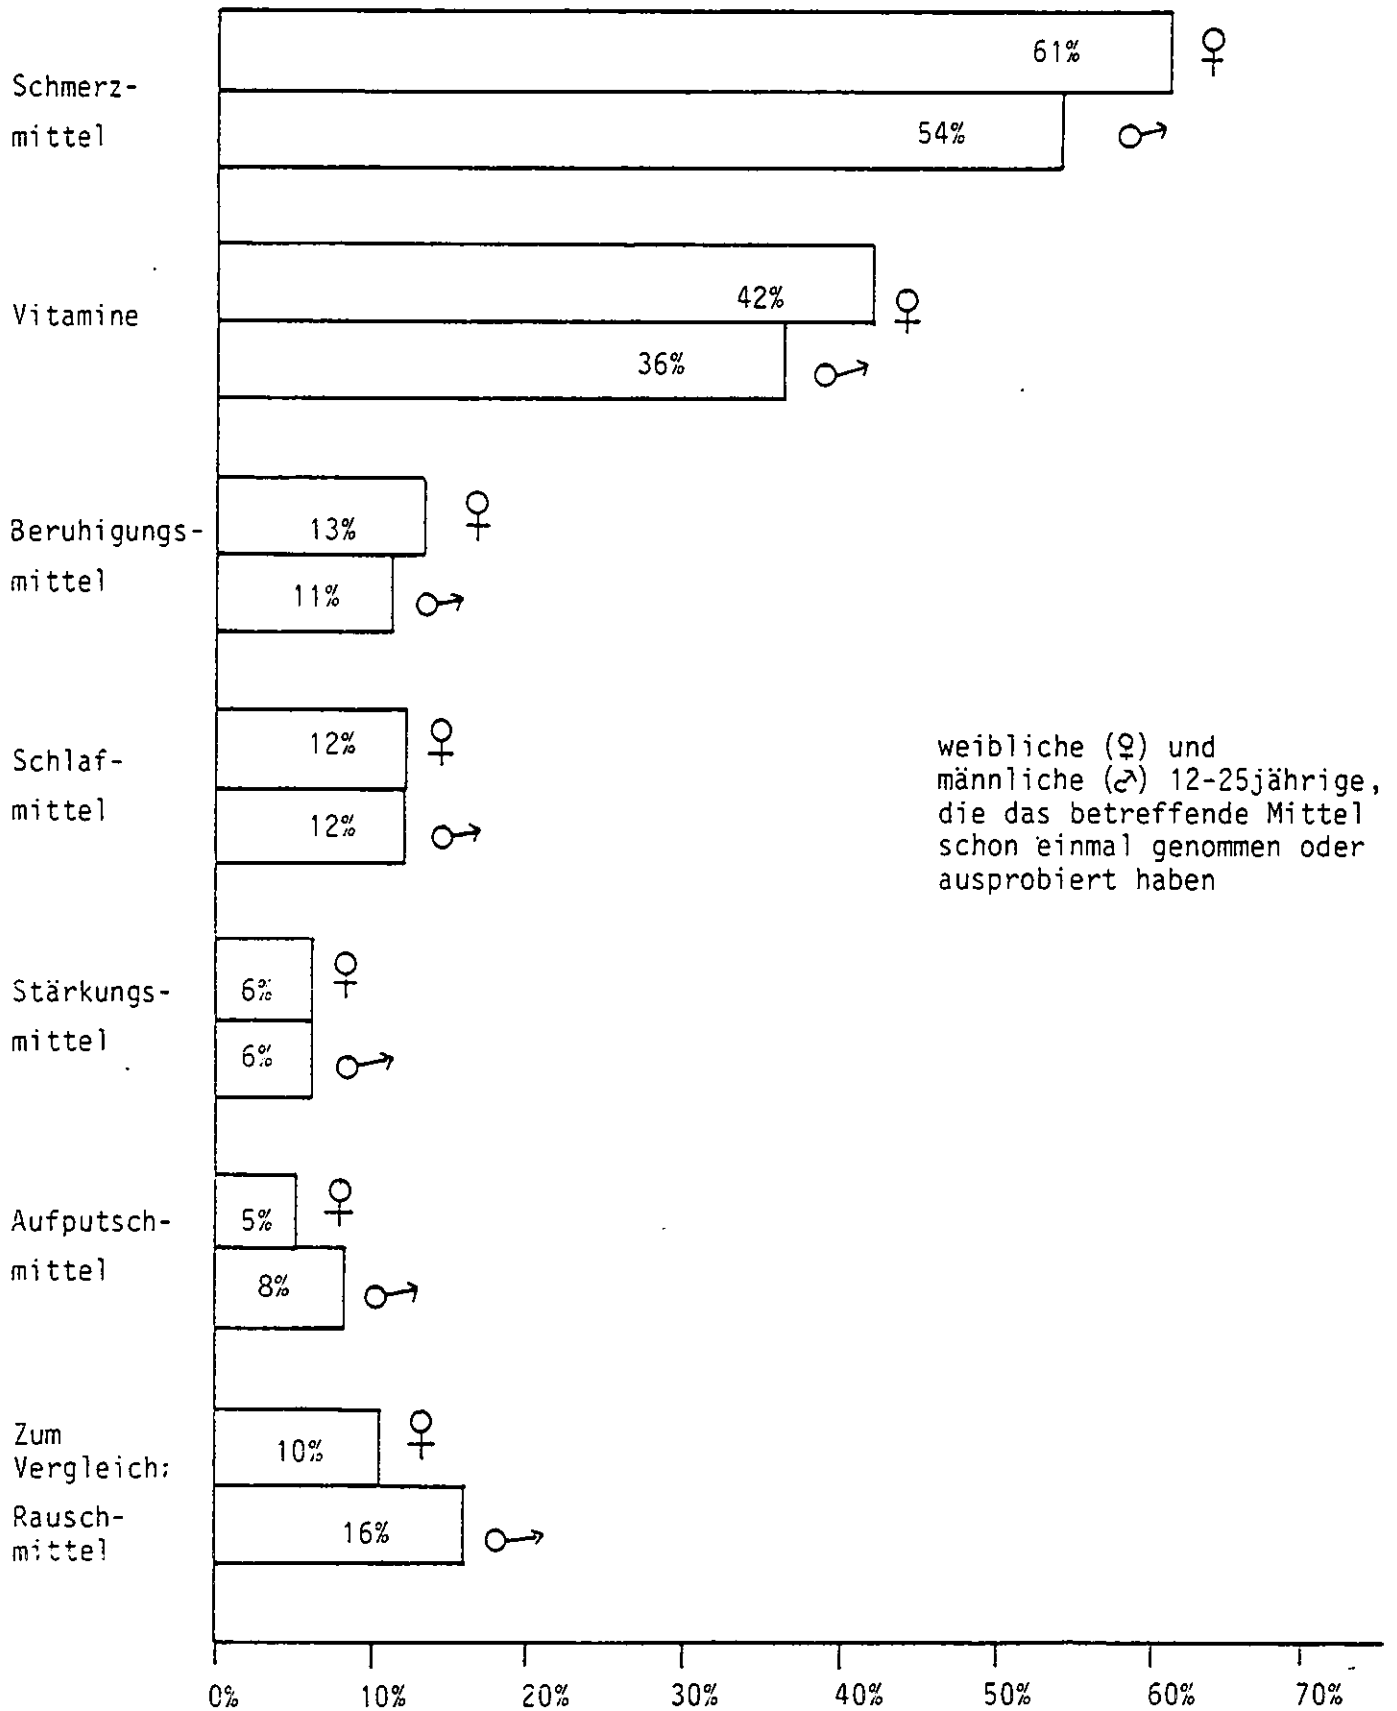 61% ♀
Schmerz-
mittel
54% ♂
42% ♀
Vitamine
36% ♂
13% ♀
Beruhigungs-
mittel
11% ♂
12% ♀
Schlaf-
mittel
12% ♂
weibliche (♀) und
männliche (♂) 12-25jährige,
die das betreffende Mittel
schon einmal genommen oder
ausprobiert haben
6% ♀
Stärkungs-
mittel
6% ♂
5% ♀
Aufputsch-
mittel
8% ♂
Zum
Vergleich:
10% ♀
Rausch-
mittel
16% ♂
0% 10% 20% 30% 40% 50% 60% 70%